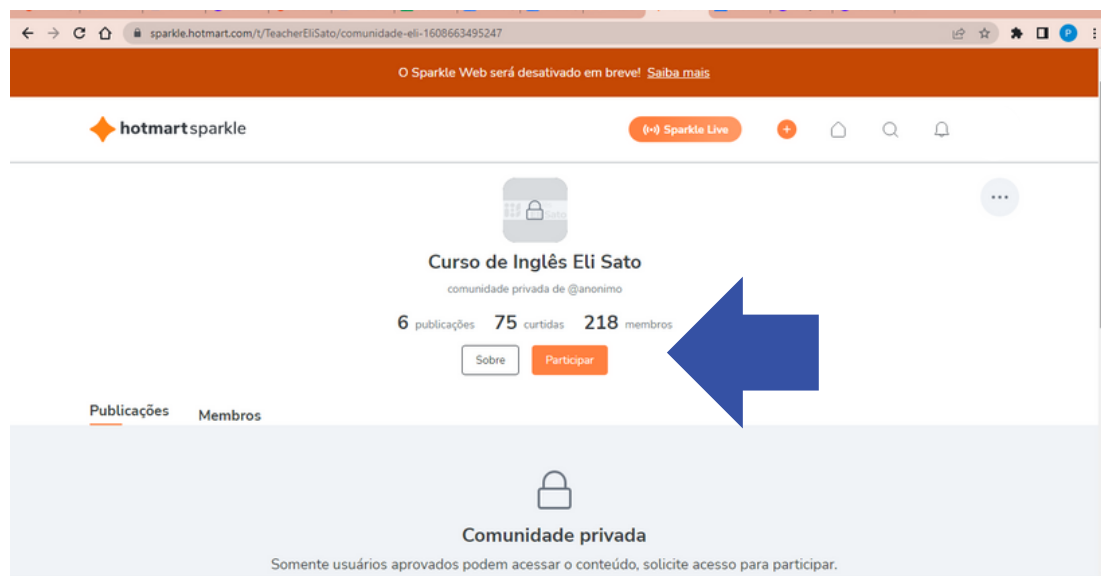 sparkle.hotmart.com/t/TeacherEliSato/comunidade-eli-1608663495247
P
O Sparkle Web será desativado em breve! Saiba mais
hotmart sparkle
Sparkle Live
Sato
Curso de Inglês Eli Sato
comunidade privada de @anonimo
6 publicações 75 curtidas 218 membros
Sobre Participar
Publicações Membros
Comunidade privada
Somente usuários aprovados podem acessar o conteúdo, solicite acesso para participar.